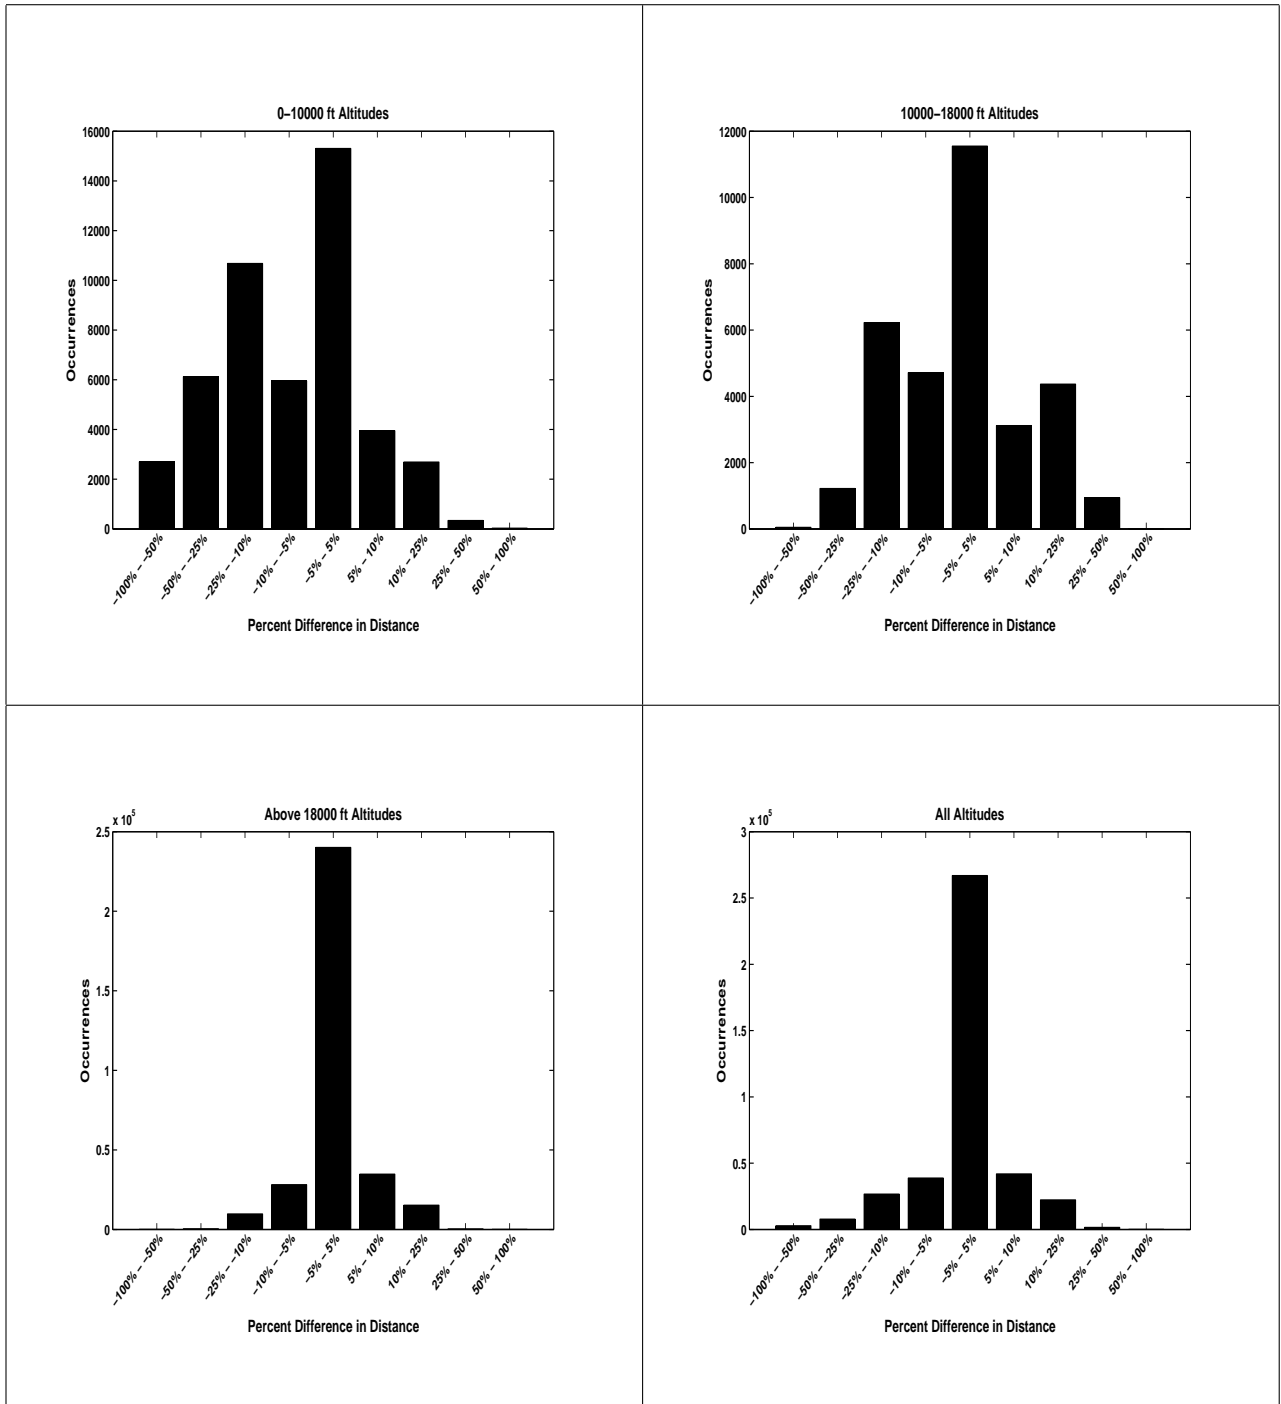 0–10000 ft Altitudes
16000
14000
12000
10000
8000
6000
4000
2000
0
Occurrences
–100% – –50%
–50% – –25%
–25% – –10%
–10% – –5%
–5% – 5%
5% – 10%
10% – 25%
25% – 50%
50% – 100%
Percent Difference in Distance
10000–18000 ft Altitudes
12000
10000
8000
6000
4000
2000
0
Occurrences
–100% – –50%
–50% – –25%
–25% – –10%
–10% – –5%
–5% – 5%
5% – 10%
10% – 25%
25% – 50%
50% – 100%
Percent Difference in Distance
Above 18000 ft Altitudes
x 10⁵
2.5
2
1.5
1
0.5
0
Occurrences
–100% – –50%
–50% – –25%
–25% – –10%
–10% – –5%
–5% – 5%
5% – 10%
10% – 25%
25% – 50%
50% – 100%
Percent Difference in Distance
All Altitudes
x 10⁵
3
2.5
2
1.5
1
0.5
0
Occurrences
–100% – –50%
–50% – –25%
–25% – –10%
–10% – –5%
–5% – 5%
5% – 10%
10% – 25%
25% – 50%
50% – 100%
Percent Difference in Distance